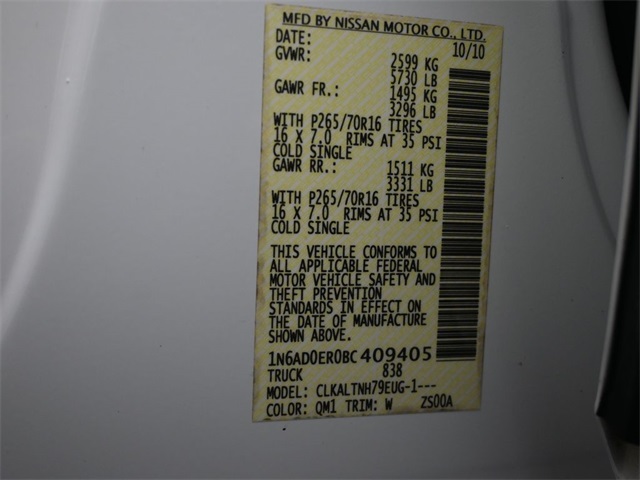 MFD BY NISSAN MOTOR CO., LTD.
DATE: 10/10
GVWR: 2599 KG
5730 LB
GAWR FR.: 1495 KG
3296 LB
WITH P265/70R16 TIRES
16 X 7.0 RIMS AT 35 PSI
COLD SINGLE
GAWR RR.: 1511 KG
3331 LB
WITH P265/70R16 TIRES
16 X 7.0 RIMS AT 35 PSI
COLD SINGLE
THIS VEHICLE CONFORMS TO
ALL APPLICABLE FEDERAL
MOTOR VEHICLE SAFETY AND
THEFT PREVENTION
STANDARDS IN EFFECT ON
THE DATE OF MANUFACTURE
SHOWN ABOVE.
1N6AD0ER0BC409405
TRUCK 838
MODEL: CLKALTNH79EUG-1---
COLOR: QM1 TRIM: W ZS00A